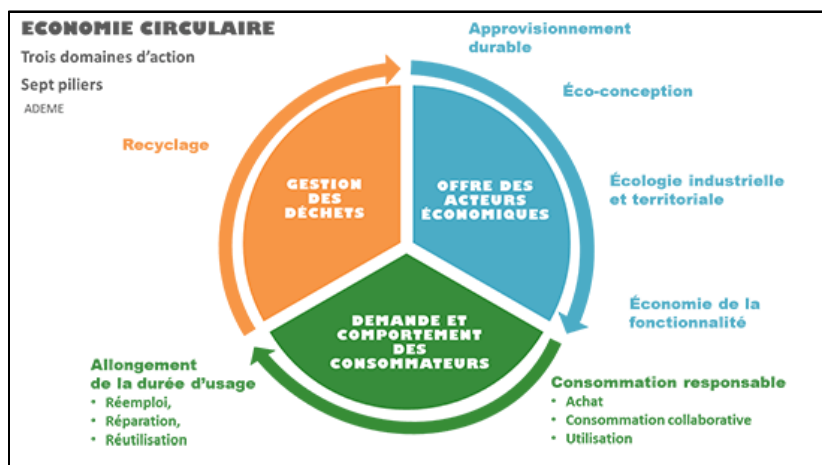 ECONOMIE CIRCULAIRE
Trois domaines d'action
Sept piliers
ADEME
Approvisionnement
durable
Éco-conception
Écologie industrielle
et territoriale
Économie de la
fonctionnalité
Recyclage
GESTION
DES
DÉCHETS
OFFRE DES
ACTEURS
ÉCONOMIQUES
DEMANDE ET
COMPORTEMENT
DES
CONSOMMATEURS
Allongement
de la durée d'usage
• Réemploi,
• Réparation,
• Réutilisation
Consommation responsable
• Achat
• Consommation collaborative
• Utilisation